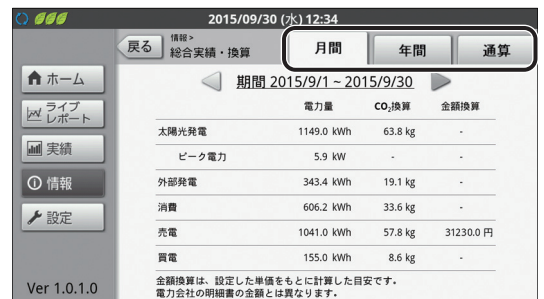 2015/09/30 (水) 12:34
戻る
情報 >
総合実績・換算
月間 年間 通算
ホーム
ライブ
レポート
実績
情報
設定
Ver 1.0.1.0
期間 2015/9/1 ~ 2015/9/30
電力量 CO₂換算 金額換算
太陽光発電 1149.0 kWh 63.8 kg -
ピーク電力 5.9 kW - -
外部発電 343.4 kWh 19.1 kg -
消費 606.2 kWh 33.6 kg -
売電 1041.0 kWh 57.8 kg 31230.0 円
買電 155.0 kWh 8.6 kg -
金額換算は、設定した単価をもとに計算した目安です。
電力会社の明細書の金額とは異なります。